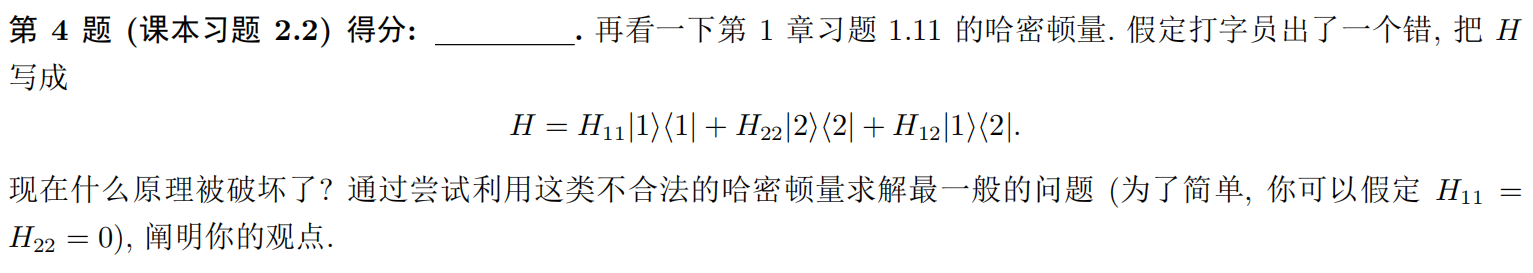 第 4 题 (课本习题 2.2) 得分: ________. 再看一下第 1 章习题 1.11 的哈密顿量. 假定打字员出了一个错, 把 H
写成
H = H₁₁|1⟩⟨1| + H₂₂|2⟩⟨2| + H₁₂|1⟩⟨2|.
现在什么原理被破坏了? 通过尝试利用这类不合法的哈密顿量求解最一般的问题 (为了简单, 你可以假定 H₁₁ =
H₂₂ = 0), 阐明你的观点.